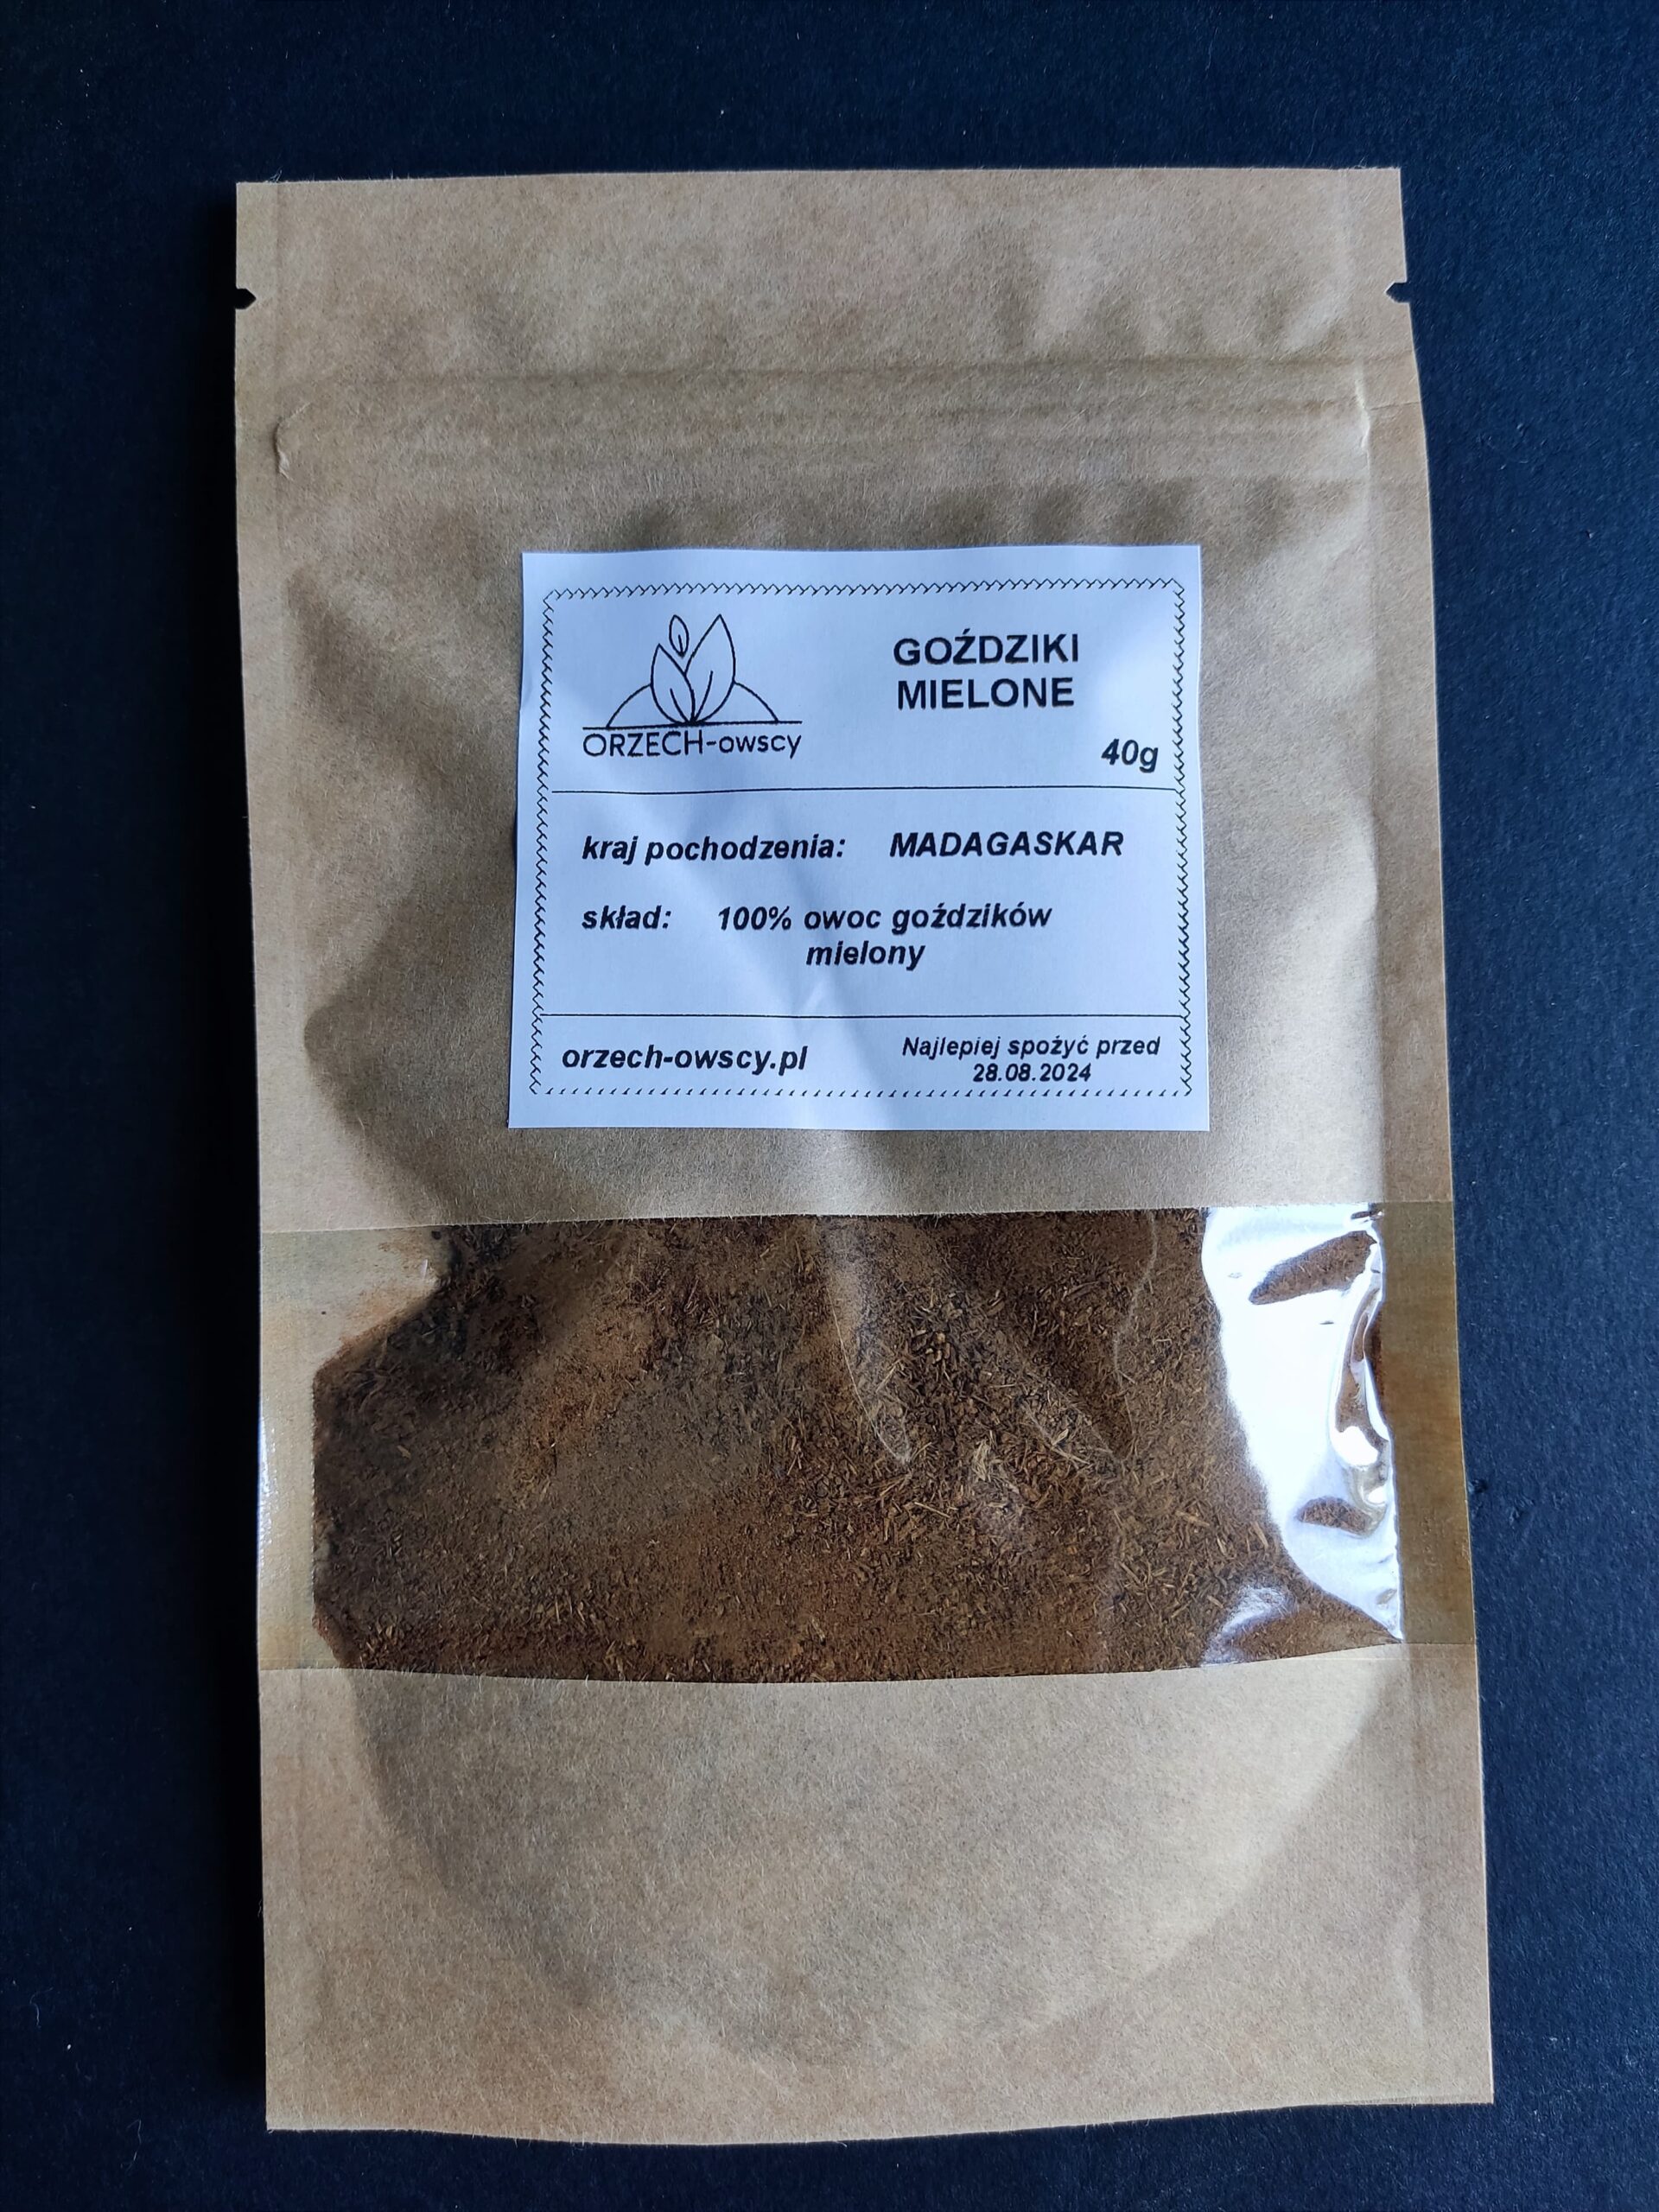 ORZECH-owscy
GOŹDZIKI
MIELONE
40g
kraj pochodzenia: MADAGASKAR
skład: 100% owoc goździków
mielony
orzech-owscy.pl
Najlepiej spożyć przed
28.08.2024